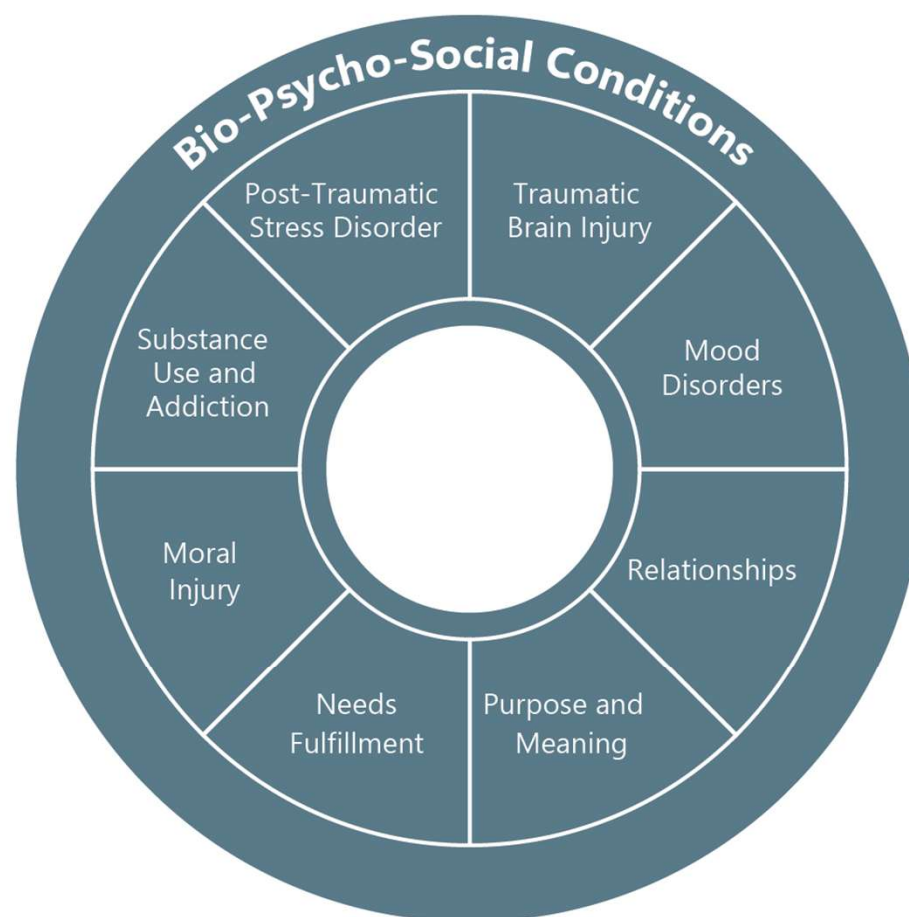 Bio-Psycho-Social Conditions
Post-Traumatic
Stress Disorder
Traumatic
Brain Injury
Mood
Disorders
Relationships
Purpose and
Meaning
Needs
Fulfillment
Moral
Injury
Substance
Use and
Addiction